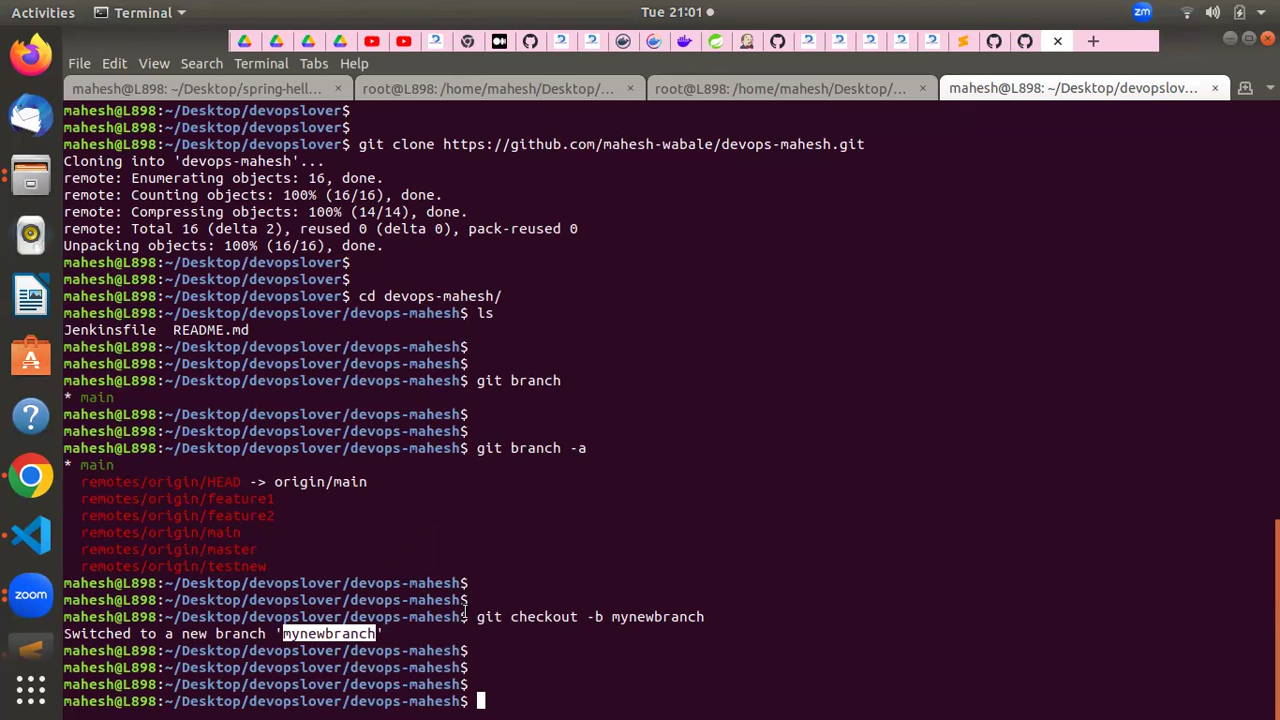 Activities
Terminal
Tue 21:01
zm
File Edit View Search Terminal Tabs Help
mahesh@L898: ~/Desktop/spring-hell...
root@L898: /home/mahesh/Desktop/...
root@L898: /home/mahesh/Desktop/...
mahesh@L898: ~/Desktop/devopslov...
mahesh@L898:~/Desktop/devopslover$
mahesh@L898:~/Desktop/devopslover$
mahesh@L898:~/Desktop/devopslover$ git clone https://github.com/mahesh-wabale/devops-mahesh.git
Cloning into 'devops-mahesh'...
remote: Enumerating objects: 16, done.
remote: Counting objects: 100% (16/16), done.
remote: Compressing objects: 100% (14/14), done.
remote: Total 16 (delta 2), reused 0 (delta 0), pack-reused 0
Unpacking objects: 100% (16/16), done.
mahesh@L898:~/Desktop/devopslover$
mahesh@L898:~/Desktop/devopslover$
mahesh@L898:~/Desktop/devopslover$ cd devops-mahesh/
mahesh@L898:~/Desktop/devopslover/devops-mahesh$ ls
Jenkinsfile  README.md
mahesh@L898:~/Desktop/devopslover/devops-mahesh$
mahesh@L898:~/Desktop/devopslover/devops-mahesh$
mahesh@L898:~/Desktop/devopslover/devops-mahesh$ git branch
* main
mahesh@L898:~/Desktop/devopslover/devops-mahesh$
mahesh@L898:~/Desktop/devopslover/devops-mahesh$
mahesh@L898:~/Desktop/devopslover/devops-mahesh$ git branch -a
* main
remotes/origin/HEAD -> origin/main
remotes/origin/feature1
remotes/origin/feature2
remotes/origin/main
remotes/origin/master
remotes/origin/testnew
mahesh@L898:~/Desktop/devopslover/devops-mahesh$
mahesh@L898:~/Desktop/devopslover/devops-mahesh$
mahesh@L898:~/Desktop/devopslover/devops-mahesh$ git checkout -b mynewbranch
Switched to a new branch 'mynewbranch'
mahesh@L898:~/Desktop/devopslover/devops-mahesh$
mahesh@L898:~/Desktop/devopslover/devops-mahesh$
mahesh@L898:~/Desktop/devopslover/devops-mahesh$
mahesh@L898:~/Desktop/devopslover/devops-mahesh$
zoom